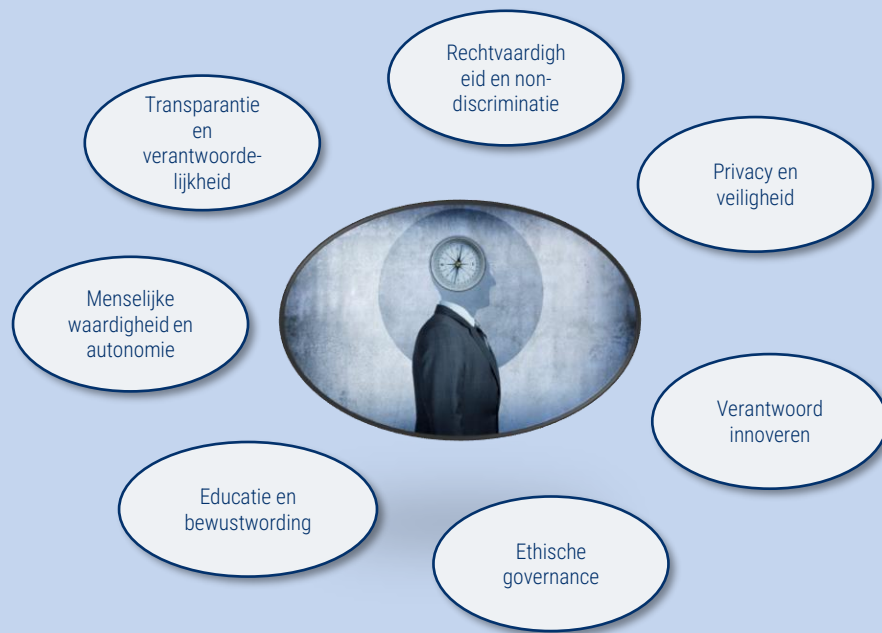 Rechtvaardigh
eid en non-
discriminatie
Transparantie
en
verantwoorde-
lijkheid
Privacy en
veiligheid
Menselijke
waardigheid en
autonomie
Verantwoord
innoveren
Educatie en
bewustwording
Ethische
governance